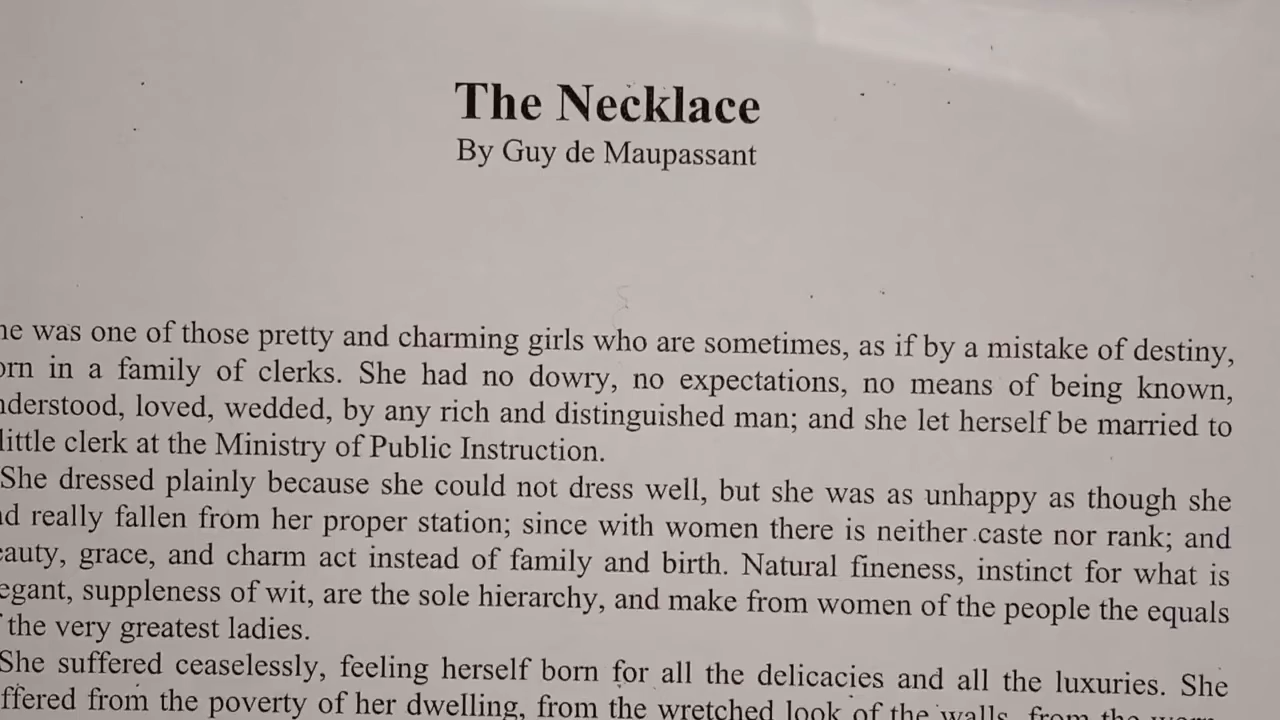 The Necklace
By Guy de Maupassant
he was one of those pretty and charming girls who are sometimes, as if by a mistake of destiny,
orn in a family of clerks. She had no dowry, no expectations, no means of being known,
nderstood, loved, wedded, by any rich and distinguished man; and she let herself be married to
little clerk at the Ministry of Public Instruction.
She dressed plainly because she could not dress well, but she was as unhappy as though she
ad really fallen from her proper station; since with women there is neither caste nor rank; and
eauty, grace, and charm act instead of family and birth. Natural fineness, instinct for what is
egant, suppleness of wit, are the sole hierarchy, and make from women of the people the equals
the very greatest ladies.
She suffered ceaselessly, feeling herself born for all the delicacies and all the luxuries. She
ffered from the poverty of her dwelling, from the wretched look of the walls, from the